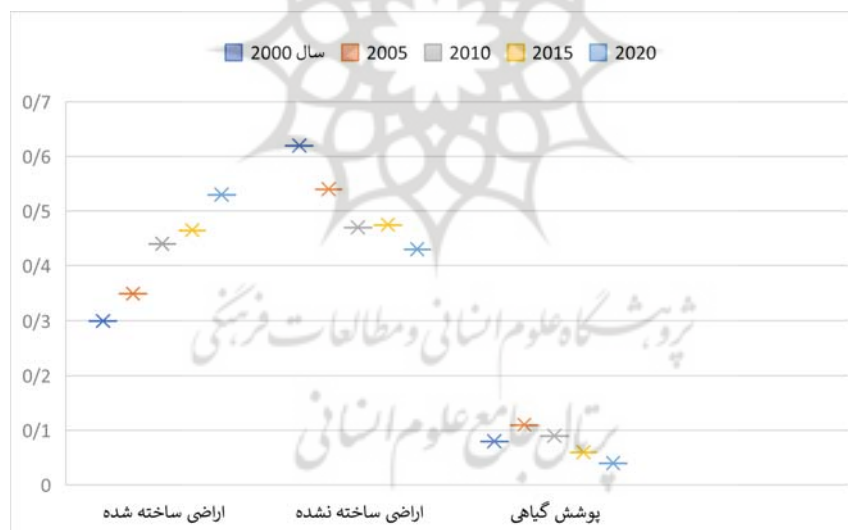 سال 2000 2005 2010 2015 2020
0/7
0/6
0/5
0/4
0/3
0/2
0/1
0
اراضی ساخته شده اراضی ساخته نشده پوشش گیاهی
پژوهشگاه علوم انسانی و مطالعات فرهنگی
پرتال جامع علوم انسانی